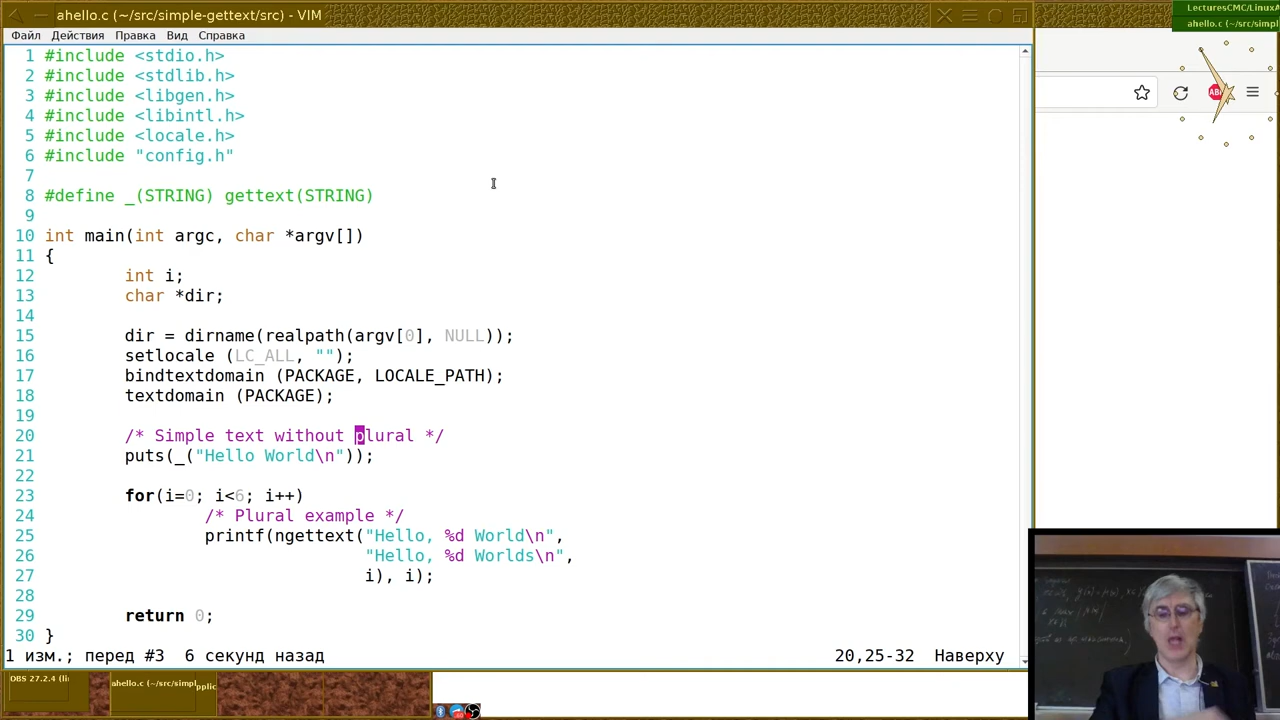 ahello.c (~/src/simple-gettext/src) - VIM
LecturesCMC/LinuxA
ahello.c (~/src/simpl
Файл Действия Правка Вид Справка
1 #include <stdio.h>
2 #include <stdlib.h>
3 #include <libgen.h>
4 #include <libintl.h>
5 #include <locale.h>
6 #include "config.h"
7
8 #define _(STRING) gettext(STRING)
9
10 int main(int argc, char *argv[])
11 {
12 int i;
13 char *dir;
14
15 dir = dirname(realpath(argv[0], NULL));
16 setlocale (LC_ALL, "");
17 bindtextdomain (PACKAGE, LOCALE_PATH);
18 textdomain (PACKAGE);
19
20 /* Simple text without plural */
21 puts(_("Hello World\n"));
22
23 for(i=0; i<6; i++)
24 /* Plural example */
25 printf(ngettext("Hello, %d World\n",
26 "Hello, %d Worlds\n",
27 i), i);
28
29 return 0;
30 }
1 изм.; перед #3 6 секунд назад 20,25-32 Наверху
OBS 27.2.4 (li
ahello.c (~/src/simpl
pplic
ABP